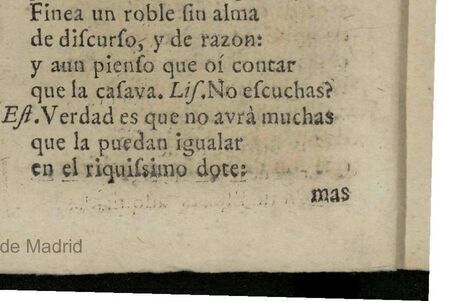 Finea un roble ſin alma
de diſcurſo, y de razon:
y aun pienſo que oí contar
que la caſava. Liſ. No eſcuchas?
Eſt. Verdad es que no avrà muchas
que la puedan igualar
en el riquiſsimo dote:
mas
de Madrid